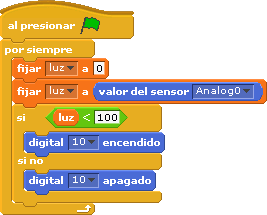 al presionar
por siempre
fijar luz a 0
fijar luz a valor del sensor Analog0
si luz < 100
digital 10 encendido
si no
digital 10 apagado